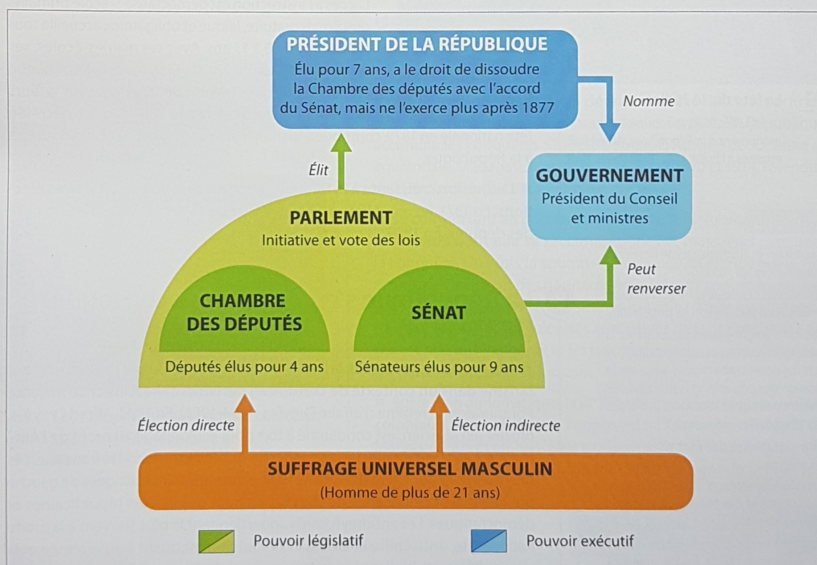 PRÉSIDENT DE LA RÉPUBLIQUE
Élu pour 7 ans, a le droit de dissoudre
la Chambre des députés avec l'accord
du Sénat, mais ne l'exerce plus après 1877
Nomme
Élit
GOUVERNEMENT
Président du Conseil
et ministres
PARLEMENT
Initiative et vote des lois
Peut
renverser
CHAMBRE
DES DÉPUTÉS
SÉNAT
Députés élus pour 4 ans
Sénateurs élus pour 9 ans
Élection directe
Élection indirecte
SUFFRAGE UNIVERSEL MASCULIN
(Homme de plus de 21 ans)
Pouvoir législatif
Pouvoir exécutif